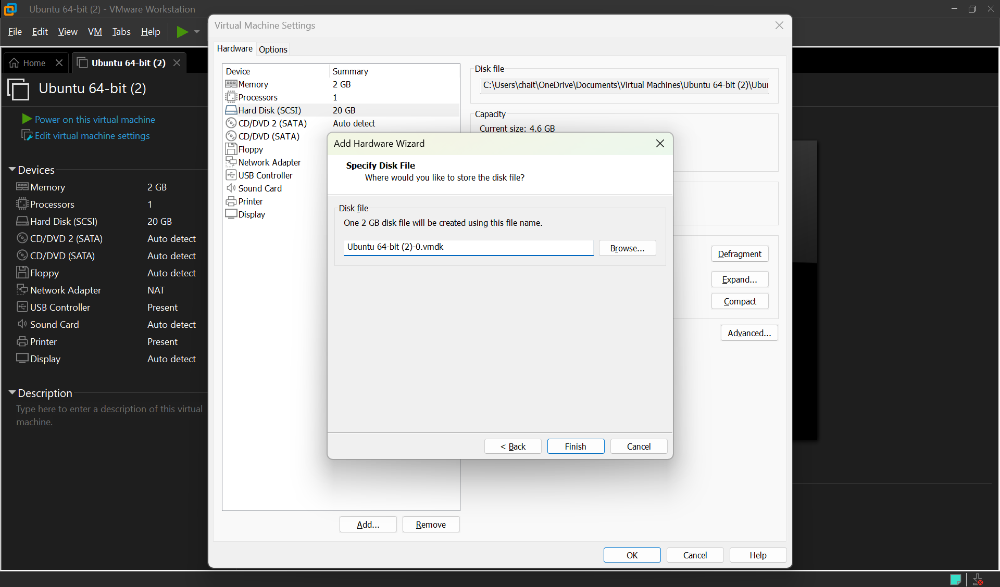 Ubuntu 64-bit (2) - VMware Workstation
File Edit View VM Tabs Help
Home
Ubuntu 64-bit (2)
Ubuntu 64-bit (2)
Power on this virtual machine
Edit virtual machine settings
Devices
Memory 2 GB
Processors 1
Hard Disk (SCSI) 20 GB
CD/DVD 2 (SATA) Auto detect
CD/DVD (SATA) Auto detect
Floppy Auto detect
Network Adapter NAT
USB Controller Present
Sound Card Auto detect
Printer Present
Display Auto detect
Description
Type here to enter a description of this virtual
machine.
Virtual Machine Settings
Hardware Options
Device Summary
Memory 2 GB
Processors 1
Hard Disk (SCSI) 20 GB
CD/DVD 2 (SATA) Auto detect
CD/DVD (SATA)
Floppy
Network Adapter
USB Controller
Sound Card
Printer
Display
Add... Remove
Disk file
C:\Users\chait\OneDrive\Documents\Virtual Machines\Ubuntu 64-bit (2)\Ubu
Capacity
Current size: 4.6 GB
Defragment
Expand...
Compact
Advanced...
Add Hardware Wizard
Specify Disk File
Where would you like to store the disk file?
Disk file
One 2 GB disk file will be created using this file name.
Ubuntu 64-bit (2)-0.vmdk
Browse...
< Back Finish Cancel
OK Cancel Help